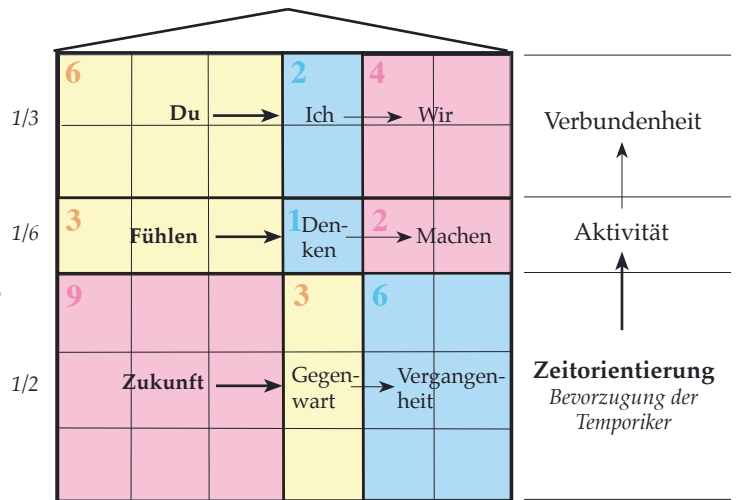 6 2 4
1/3 Du Ich Wir Verbundenheit
3 1 2
1/6 Fühlen Den-
ken Machen Aktivität
9 3 6
1/2 Zukunft Gegen-
wart Vergangen-
heit
Zeitorientierung
Bevorzugung der
Temporiker